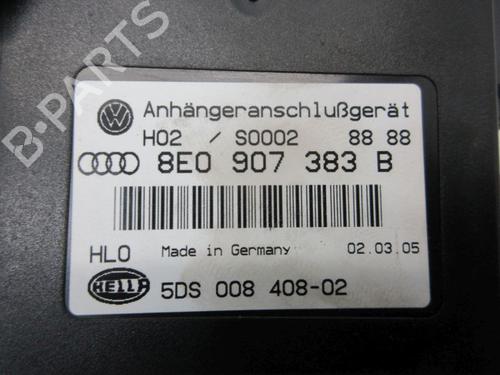 Anhängeranschlußgerät
H02 / S0002 88 88
8E0 907 383 B
HLO Made in Germany 02.03.05
HELLA 5DS 008 408-02
B-PARTS